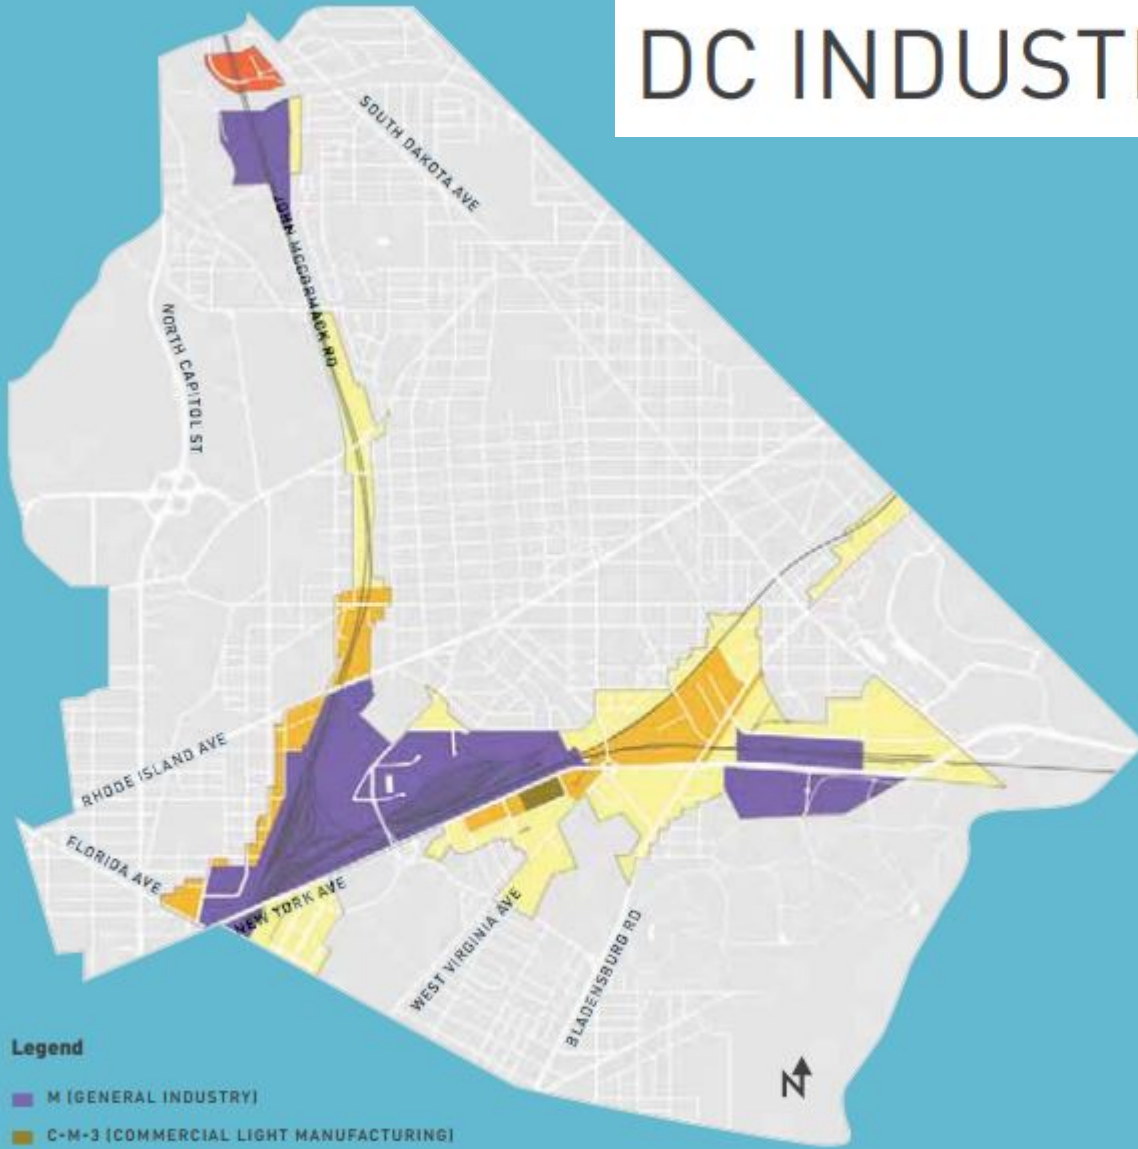 DC INDUSTI
SOUTH DAKOTA AVE
JOHN MCCORMACK RD
NORTH CAPITOL ST
RHODE ISLAND AVE
FLORIDA AVE
NEW YORK AVE
WEST VIRGINIA AVE
BLADENSBURG RD
N
Legend
M (GENERAL INDUSTRY)
C-M-3 (COMMERCIAL LIGHT MANUFACTURING)